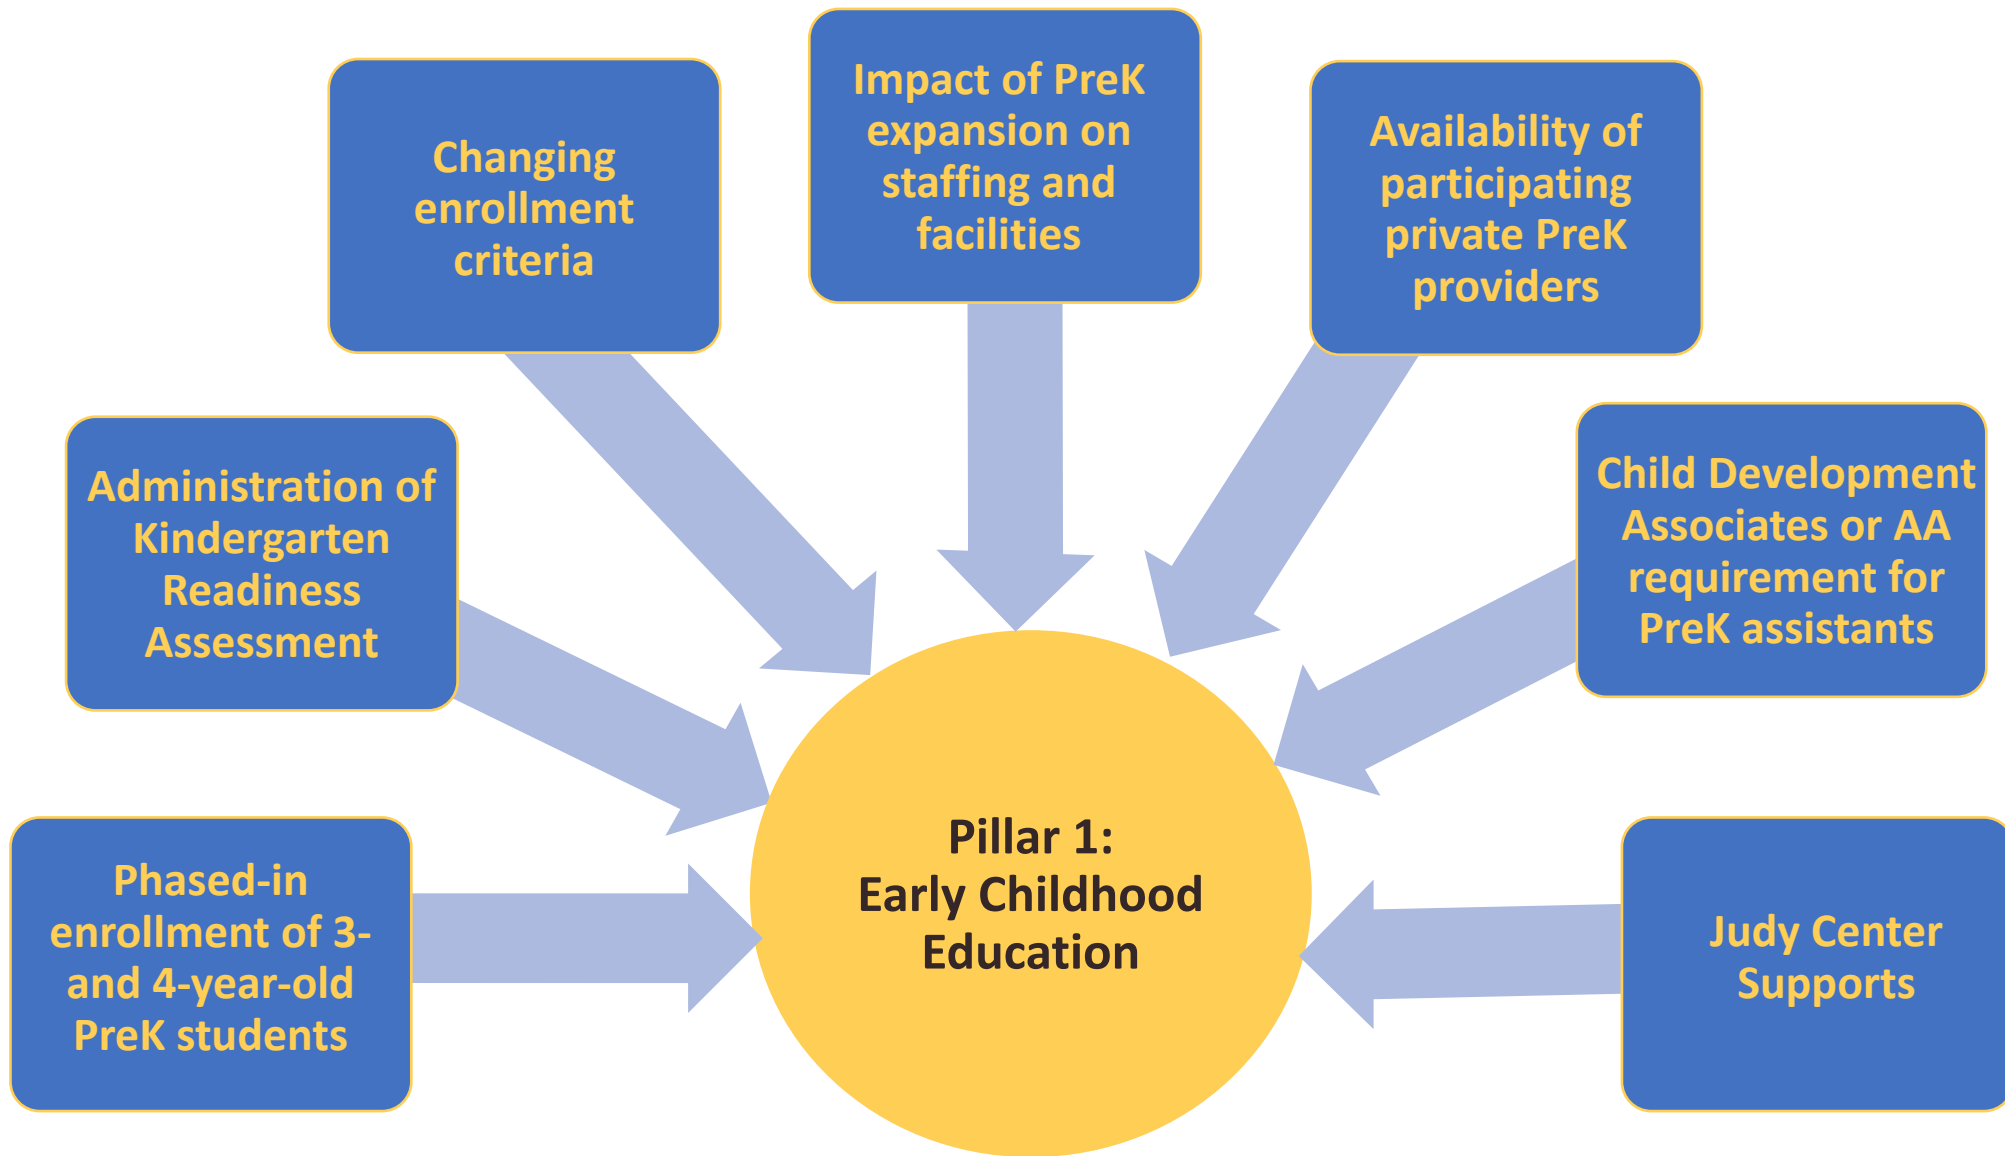 Impact of PreK
expansion on
staffing and
facilities
Changing
enrollment
criteria
Availability of
participating
private PreK
providers
Administration of
Kindergarten
Readiness
Assessment
Child Development
Associates or AA
requirement for
PreK assistants
Phased-in
enrollment of 3-
and 4-year-old
PreK students
Pillar 1:
Early Childhood
Education
Judy Center
Supports